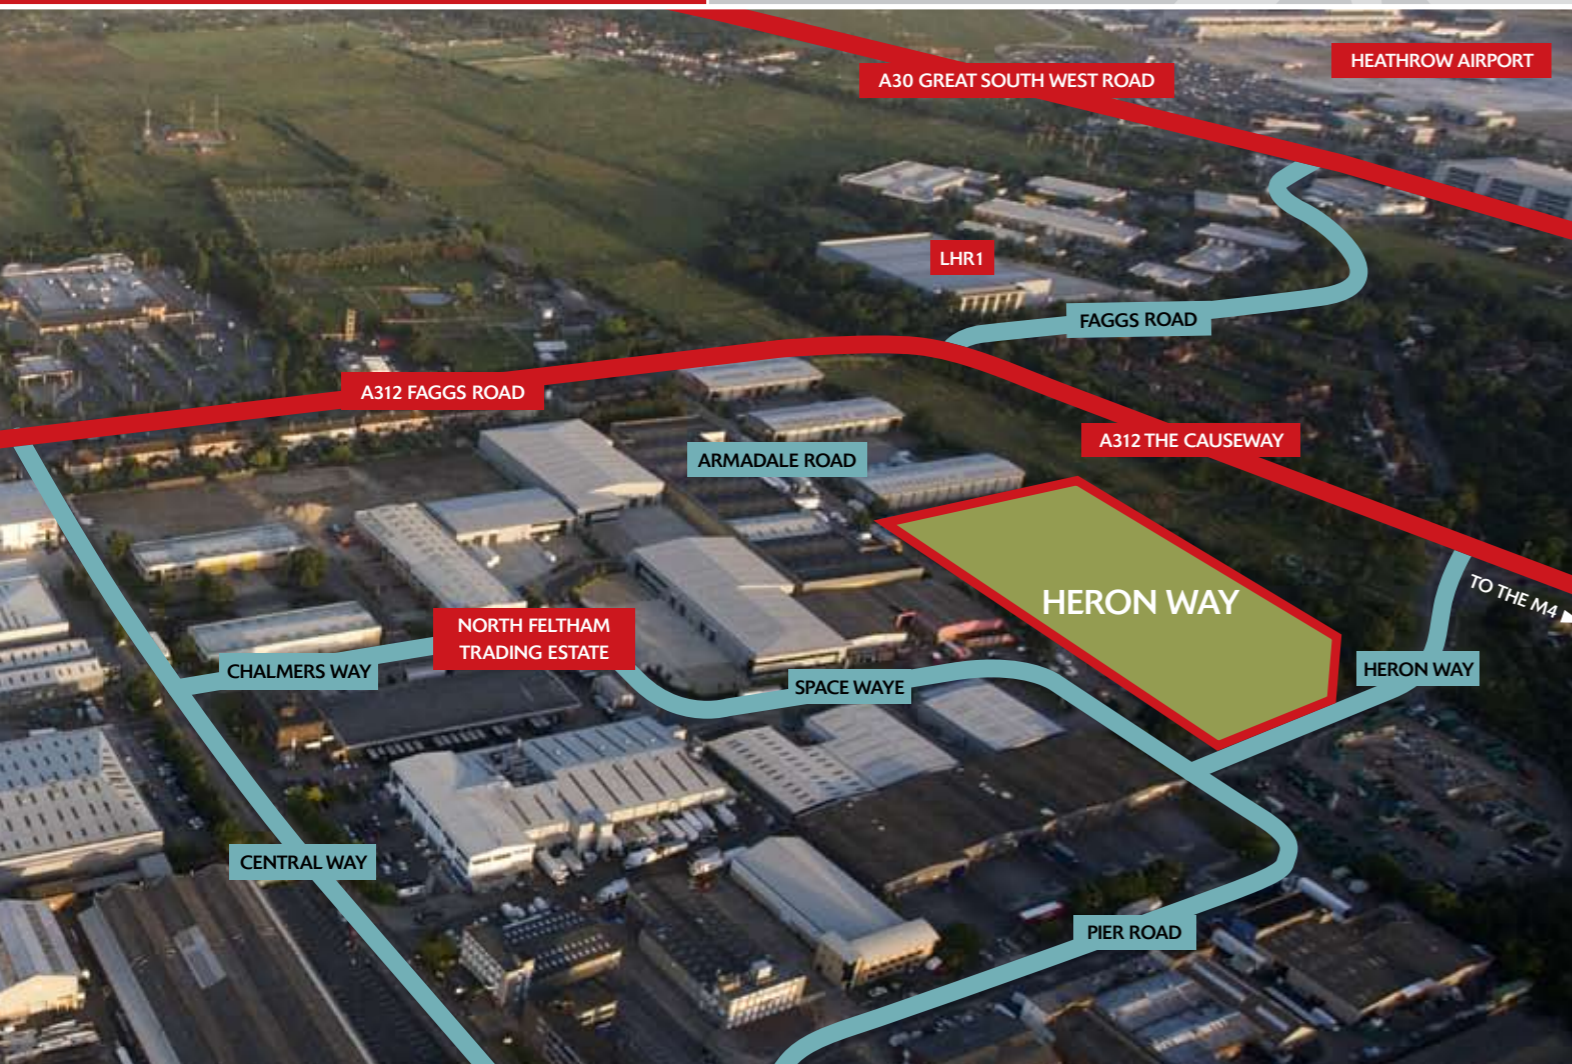 HEATHROW AIRPORT
A30 GREAT SOUTH WEST ROAD
LHR1
FAGGS ROAD
A312 FAGGS ROAD
A312 THE CAUSEWAY
ARMADALE ROAD
HERON WAY
TO THE M4
NORTH FELTHAM
TRADING ESTATE
CHALMERS WAY
SPACE WAYE
HERON WAY
CENTRAL WAY
PIER ROAD